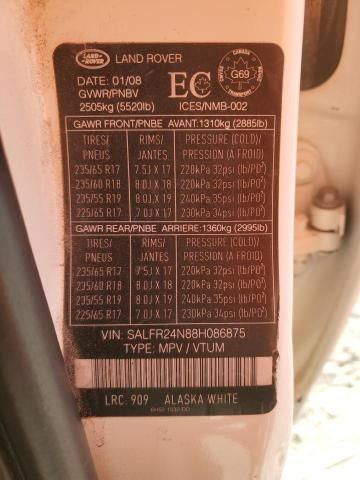 LAND ROVER LAND ROVER
DATE: 01/08
GVWR/PNBV
2505kg (5520lb)
EC
ICES/NMB-002
CANADA
G69
TRANSPORT
GAWR FRONT/PNBE AVANT:1310kg (2885lb)
TIRES/ RIMS/ PRESSURE (COLD)/
PNEUS JANTES PRESSION (A FROID)
235/65 R17 7.5J X 17 220kPa 32psi (lb/PO²)
235/60 R18 8.0J X 18 220kPa 32psi (lb/PO²)
235/55 R19 8.0J X 19 240kPa 35psi (lb/PO²)
225/65 R17 7.0J X 17 230kPa 34psi (lb/PO²)
GAWR REAR/PNBE ARRIERE:1360kg (2995lb)
TIRES/ RIMS/ PRESSURE (COLD)/
PNEUS JANTES PRESSION (A FROID)
235/65 R17 7.5J X 17 220kPa 32psi (lb/PO²)
235/60 R18 8.0J X 18 220kPa 32psi (lb/PO²)
235/55 R19 8.0J X 19 240kPa 35psi (lb/PO²)
225/65 R17 7.0J X 17 230kPa 34psi (lb/PO²)
VIN: SALFR24N88H086875
TYPE: MPV / VTUM
LRC: 909 ALASKA WHITE